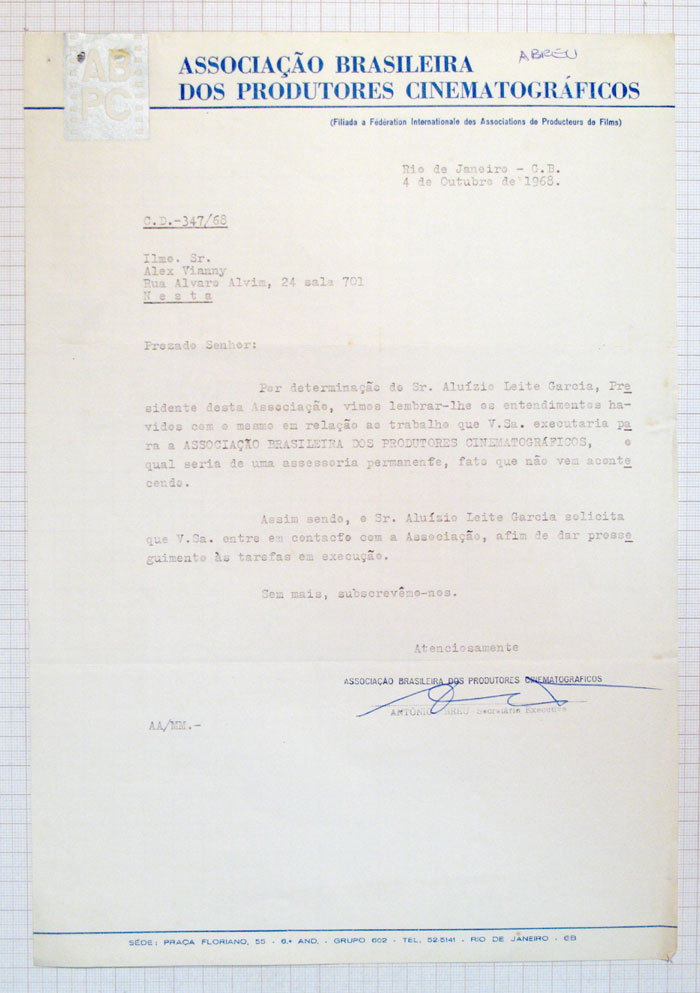 ABREU
AB
PC
ASSOCIAÇÃO BRASILEIRA
DOS PRODUTORES CINEMATOGRÁFICOS
(Filiada a Fédération Internationale des Associations de Producteurs de Films)
Rio de Janeiro - G.B.
4 de Outubro de 1968.
C.D.-347/68
Ilmo. Sr.
Alex Vianny
Rua Alvaro Alvim, 24 sala 701
N e s t a
Prezado Senhor:
Por determinação do Sr. Aluízio Leite Garcia, Pre
sidente desta Associação, vimos lembrar-lhe os entendimentos ha-
vidos com o mesmo em relação ao trabalho que V.Sa. executaria pa
ra a ASSOCIAÇÃO BRASILEIRA DOS PRODUTORES CINEMATOGRÁFICOS, o
qual seria de uma assessoria permanente, fato que não vem aconte
cendo.
Assim sendo, o Sr. Aluízio Leite Garcia solicita
que V.Sa. entre em contacto com a Associação, afim de dar prosse
guimento às tarefas em execução.
Sem mais, subscrevêmo-nos.
Atenciosamente
ASSOCIAÇÃO BRASILEIRA DOS PRODUTORES CINEMATOGRAFICOS
ANTÔNIO ABREU-Secretário Executivo
AA/MM.-
SÉDE: PRAÇA FLORIANO, 55 - 6.º AND. - GRUPO 602 - TEL. 52-5141 - RIO DE JANEIRO - GB